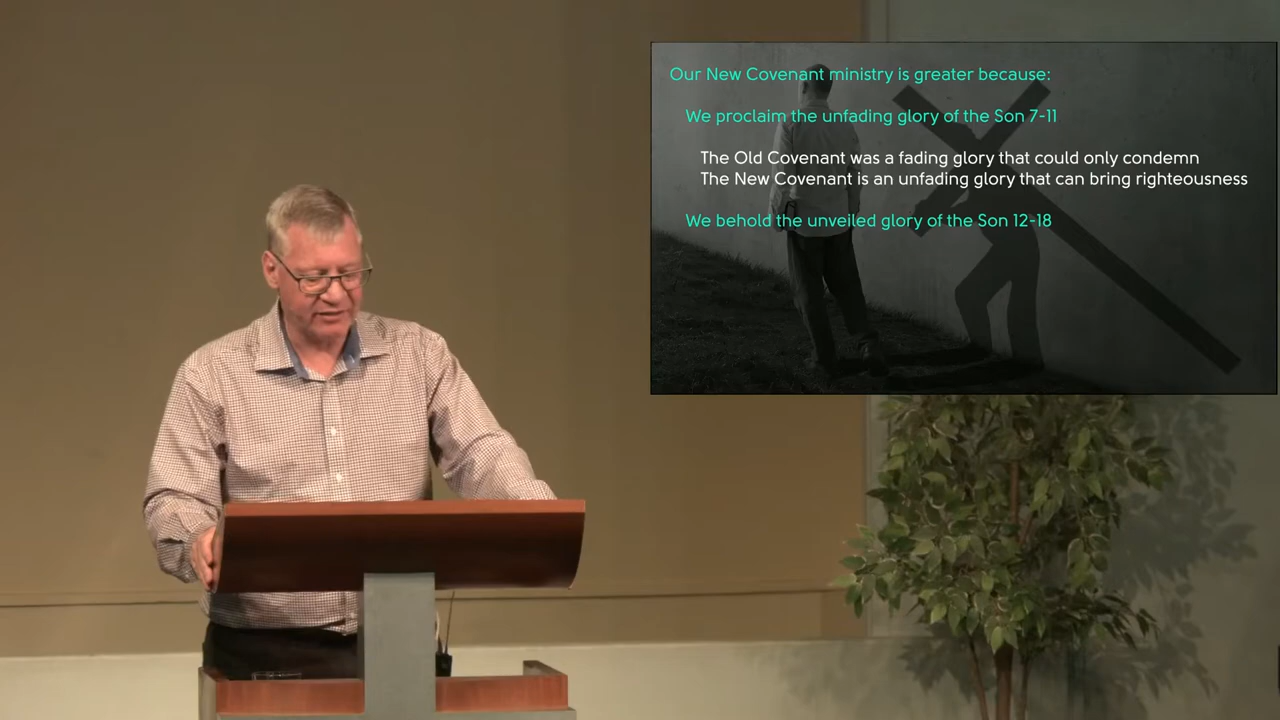 Our New Covenant ministry is greater because:
We proclaim the unfading glory of the Son 7-11
The Old Covenant was a fading glory that could only condemn
The New Covenant is an unfading glory that can bring righteousness
We behold the unveiled glory of the Son 12-18